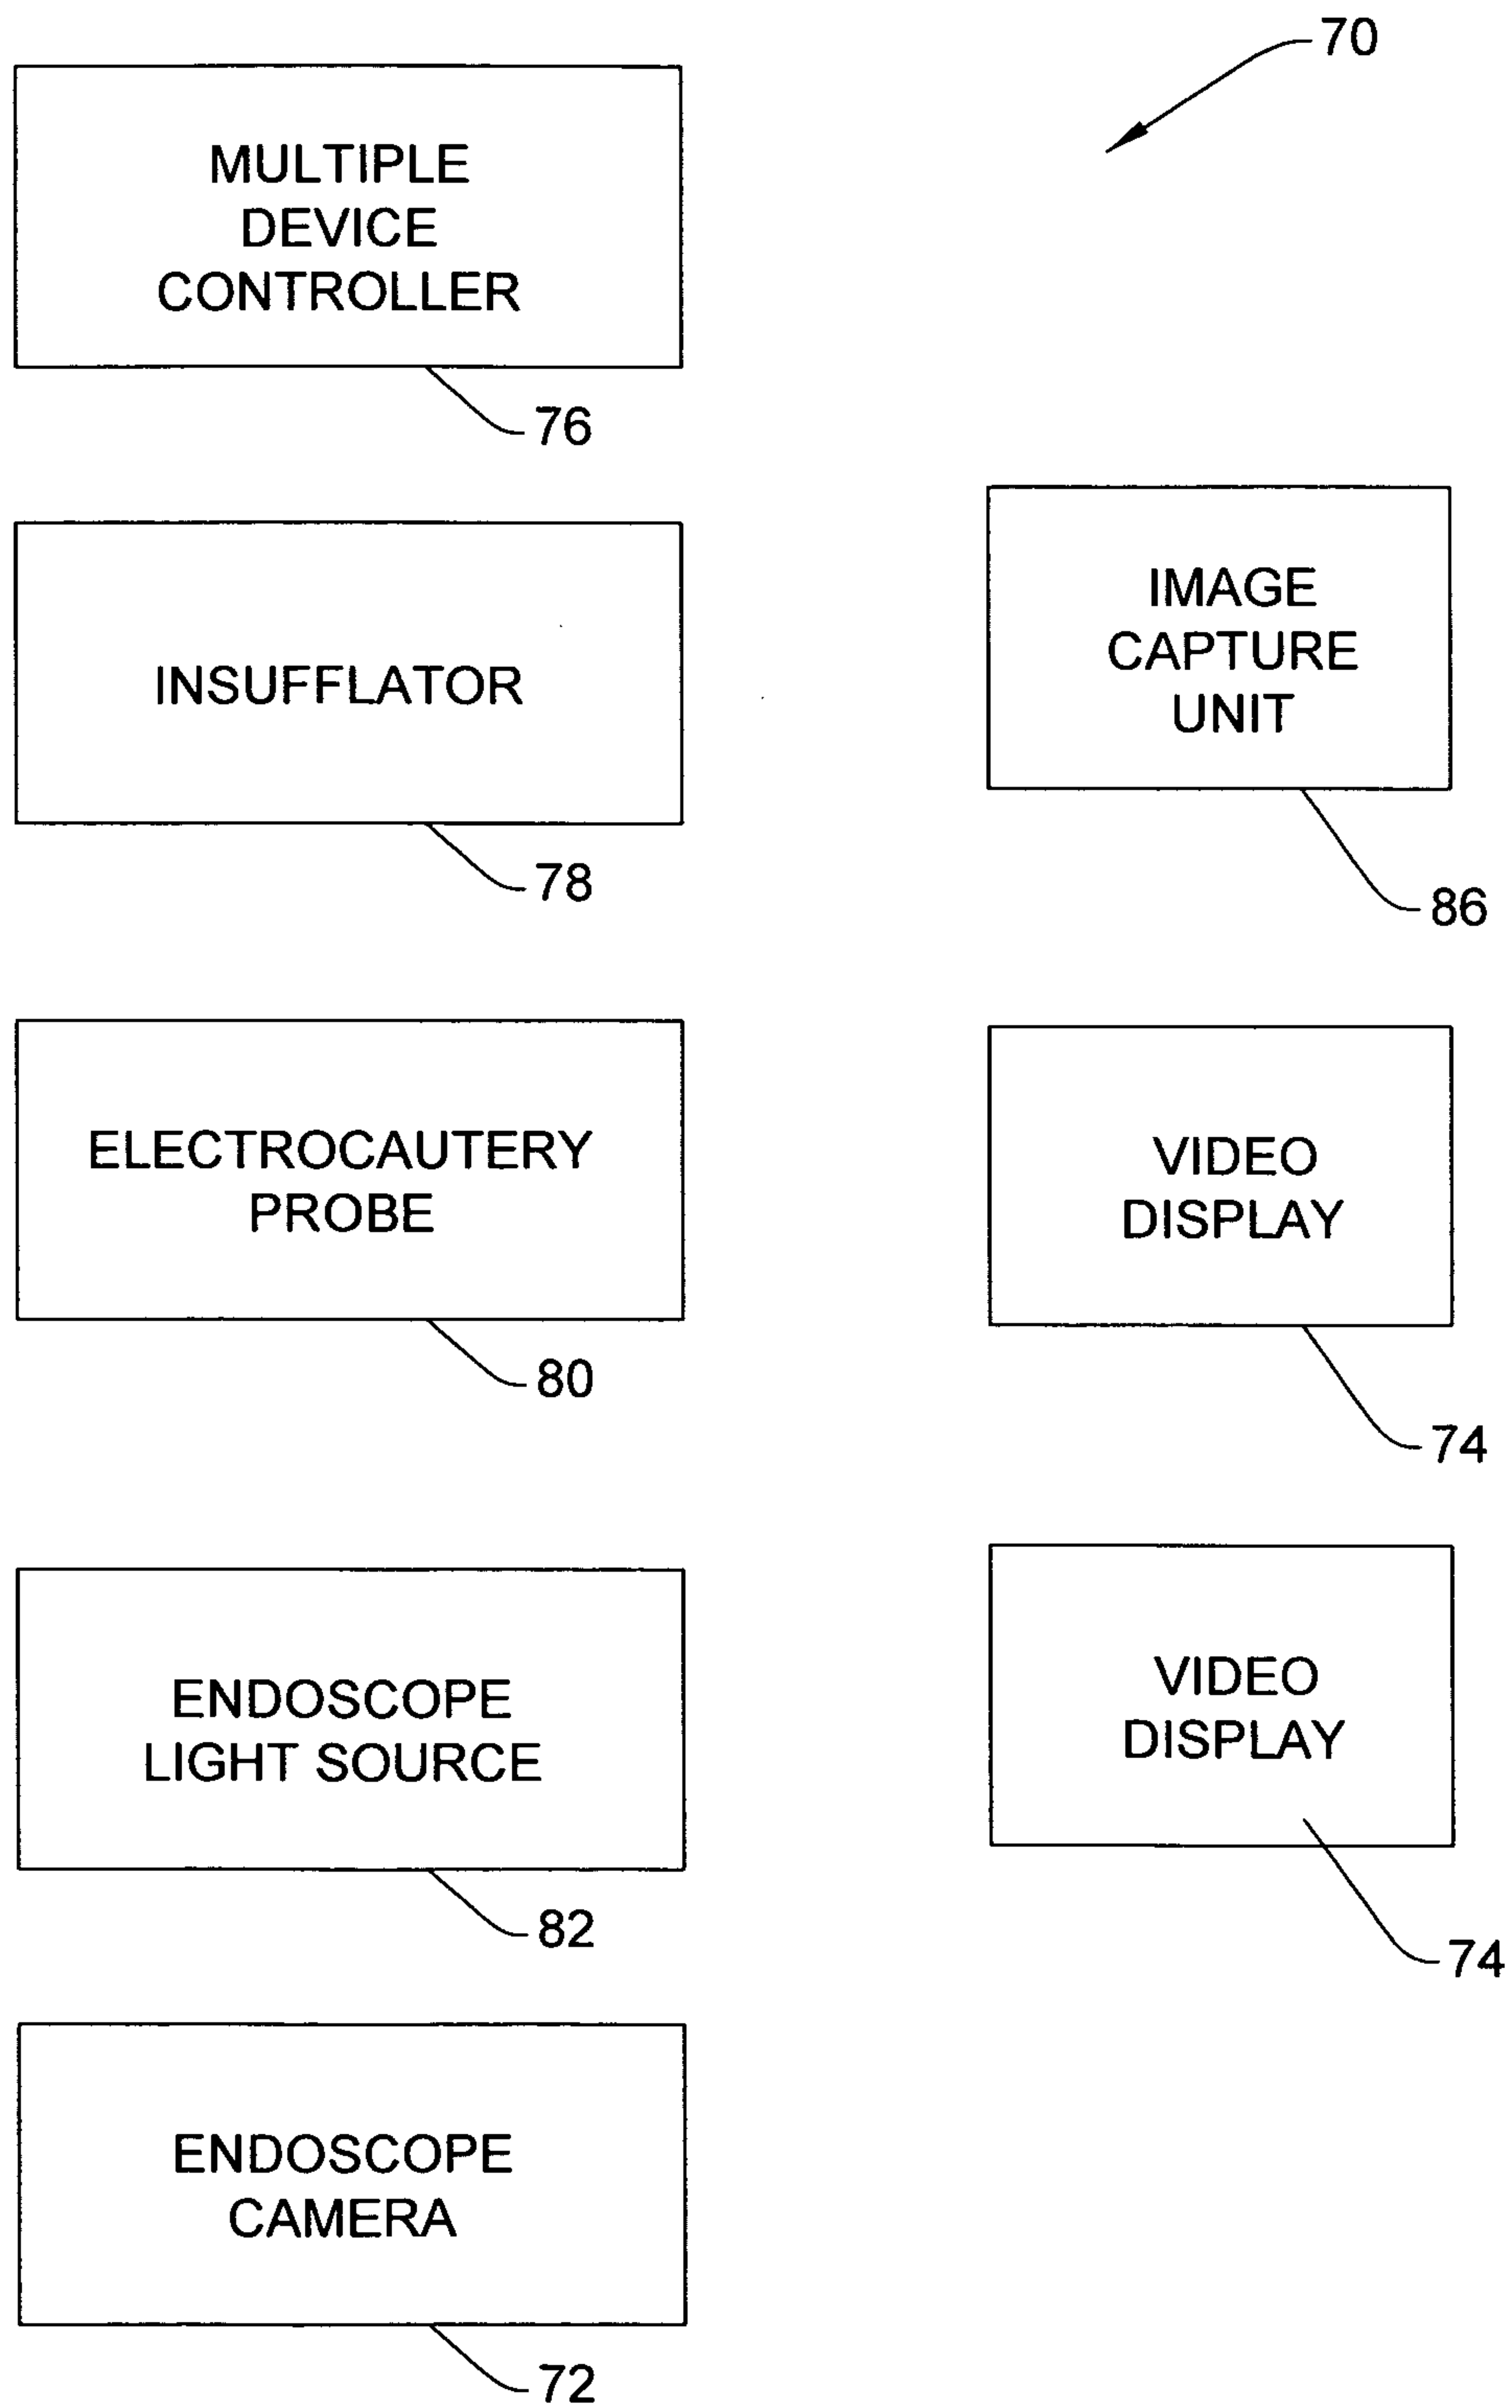 70
MULTIPLE
DEVICE
CONTROLLER
76
INSUFFLATOR
78
ELECTROCAUTERY
PROBE
80
ENDOSCOPE
LIGHT SOURCE
82
ENDOSCOPE
CAMERA
72
IMAGE
CAPTURE
UNIT
86
VIDEO
DISPLAY
74
VIDEO
DISPLAY
74